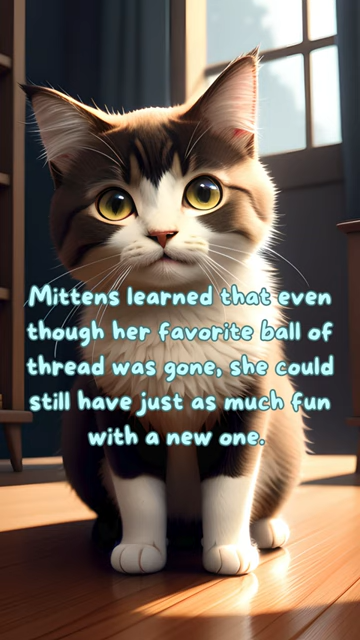 Mittens learned that even
though her favorite ball of
thread was gone, she could
still have just as much fun
with a new one.